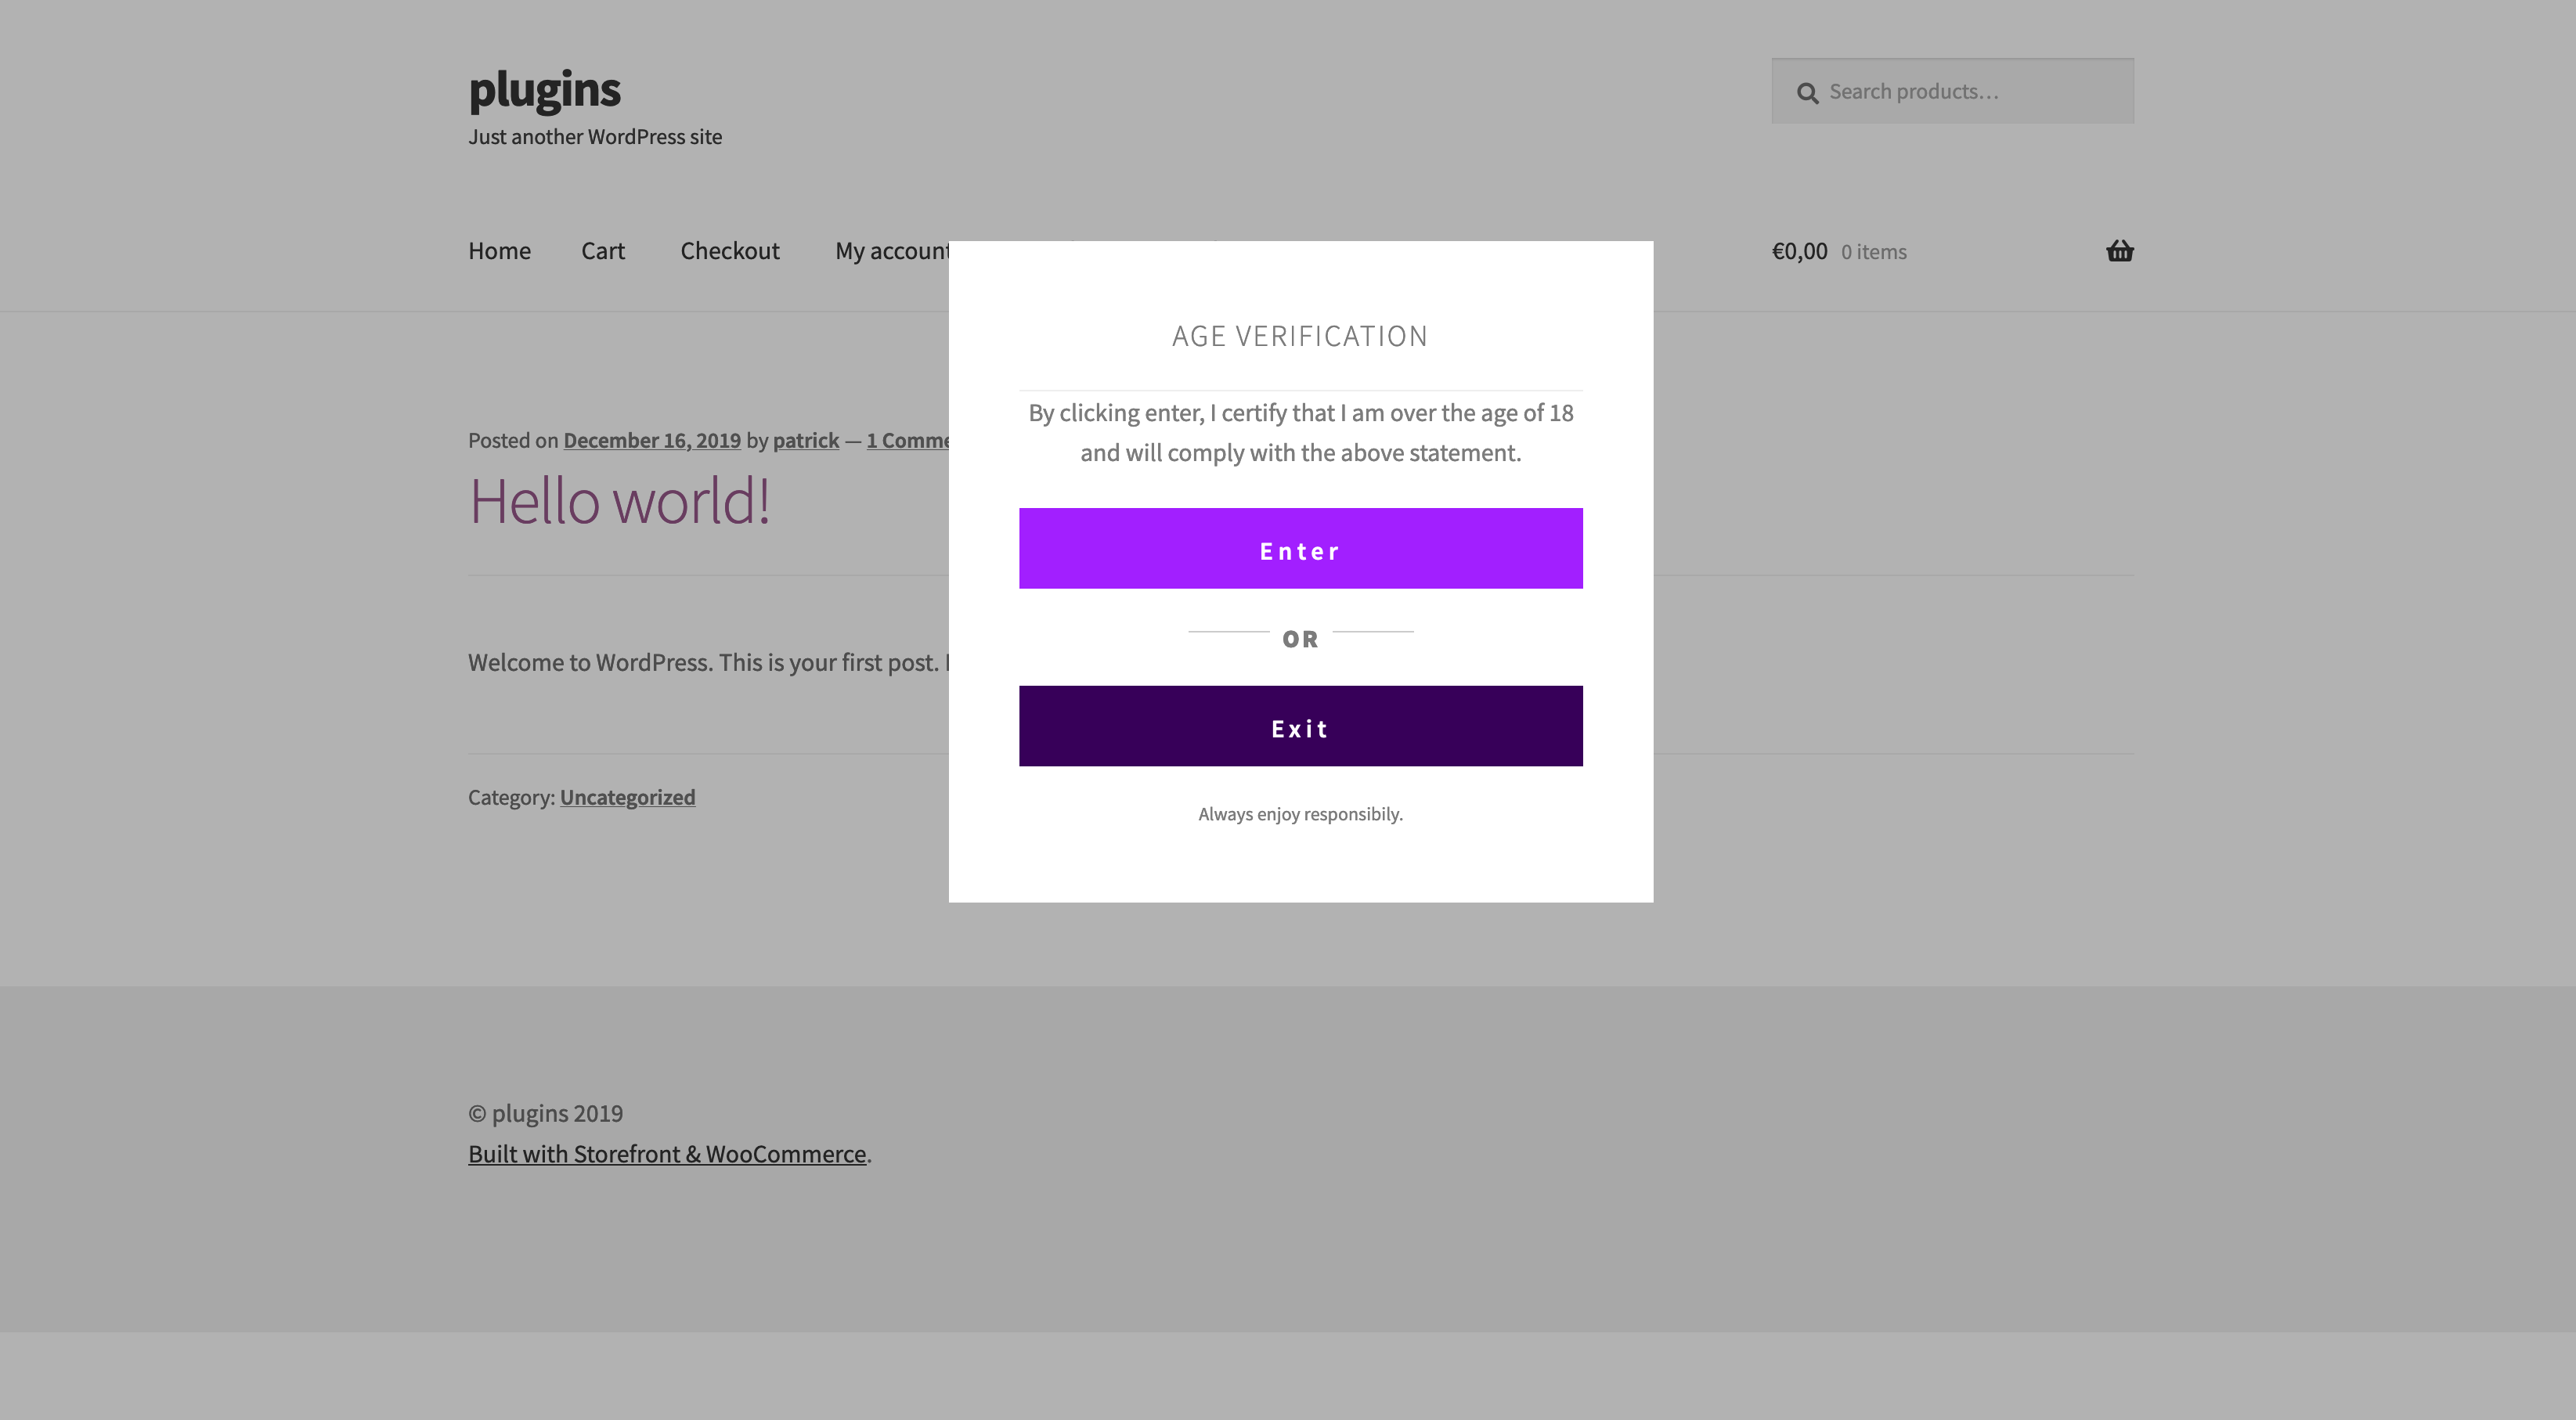 plugins
Just another WordPress site
Search products…
Home Cart Checkout My account
€0,00 0 items
AGE VERIFICATION
By clicking enter, I certify that I am over the age of 18
and will comply with the above statement.
Enter
OR
Exit
Always enjoy responsibily.
Posted on December 16, 2019 by patrick — 1 Comme
Hello world!
Welcome to WordPress. This is your first post.
Category: Uncategorized
© plugins 2019
Built with Storefront & WooCommerce.